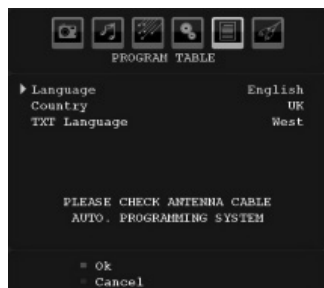 PROGRAM TABLE
Language English
Country UK
TXT Language West
PLEASE CHECK ANTENNA CABLE
AUTO. PROGRAMMING SYSTEM
Ok
Cancel